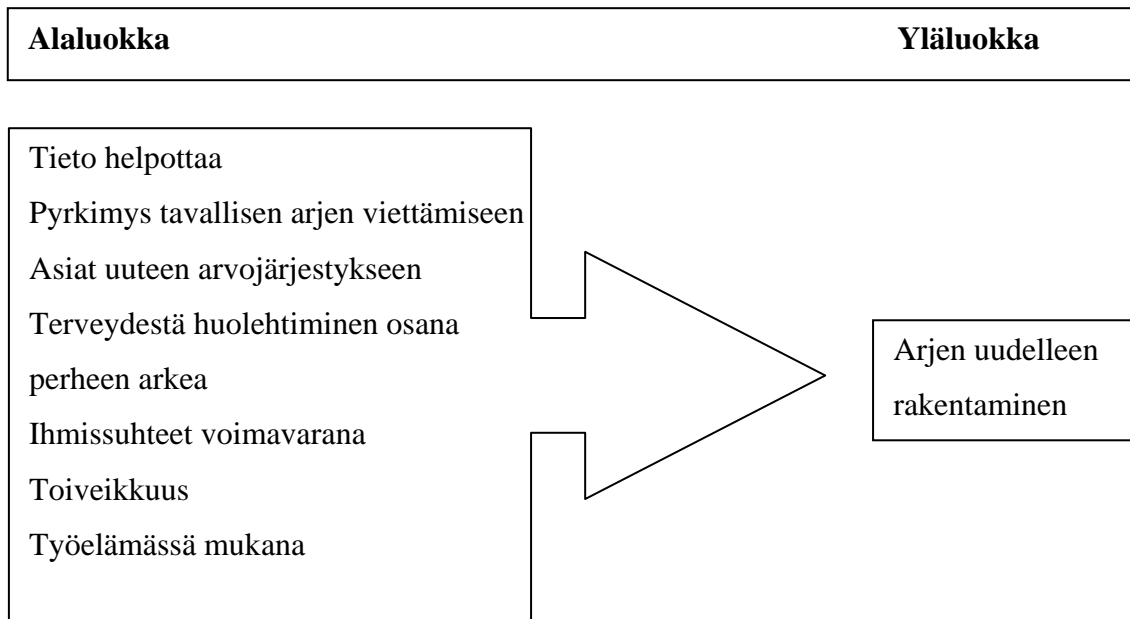 Alaluokka Yläluokka
Tieto helpottaa
Pyrkimys tavallisen arjen viettämiseen
Asiat uuteen arvojärjestykseen
Terveydestä huolehtiminen osana
perheen arkea
Ihmissuhteet voimavarana
Toiveikkuus
Työelämässä mukana
Arjen uudelleen
rakentaminen